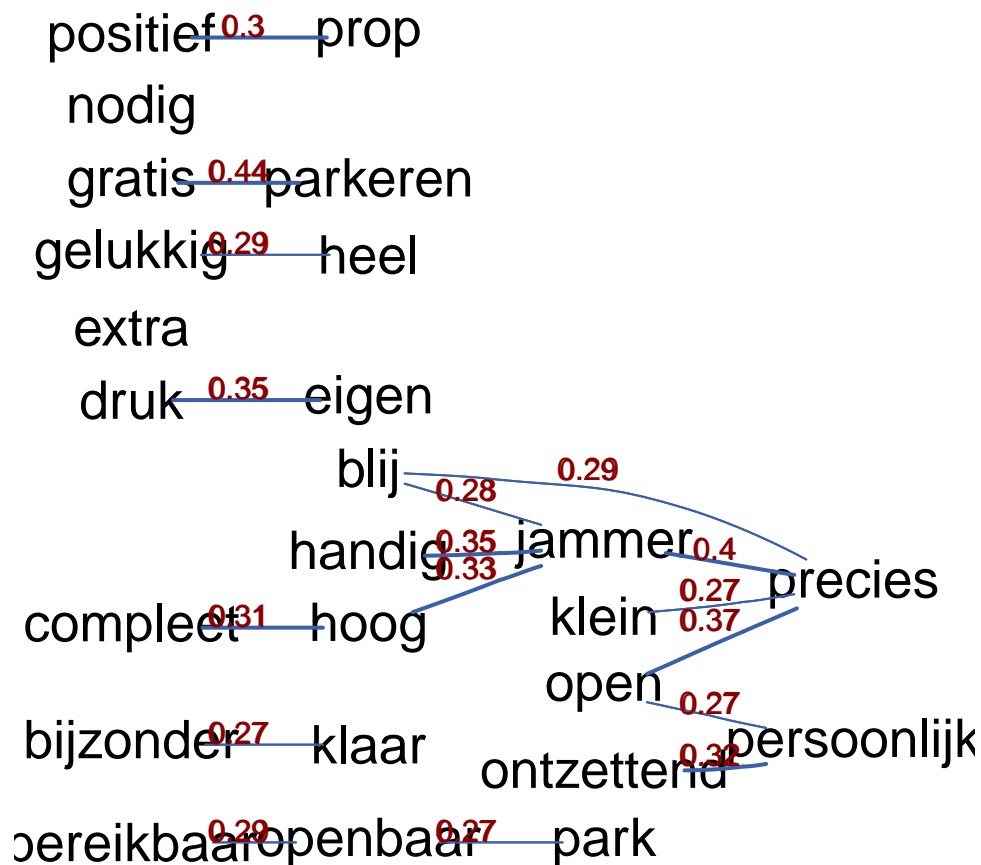 positief 0.3 prop
nodig
gratis 0.44 parkeren
gelukkig 0.29 heel
extra
druk 0.35 eigen
blij 0.29
0.28
handig 0.35 jammer 0.4
0.33 precies
klein 0.27
compleet 0.31 hoog 0.37
open
0.27
bijzonder 0.27 klaar persoonlijk
ontzettend 0.32
bereikbaar 0.29 openbaar 0.27 park